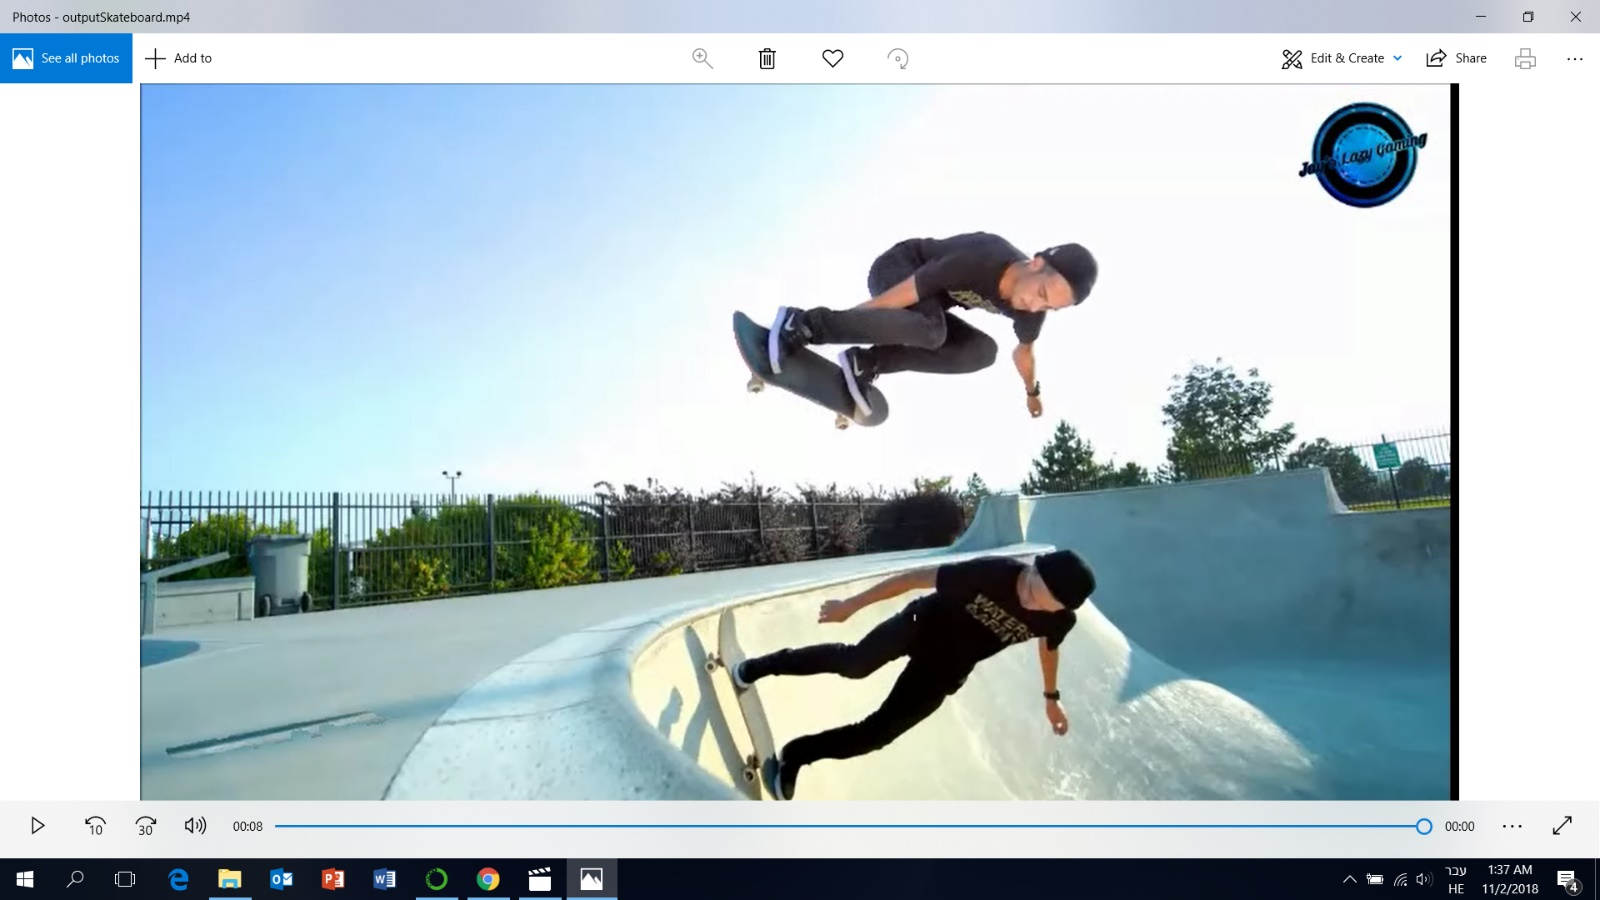 Photos - outputSkateboard.mp4
See all photos
Add to
Edit & Create
Share
Lazy Gaming
WATERS
10
30
00:08
00:00
עבר
HE
1:37 AM
11/2/2018
4